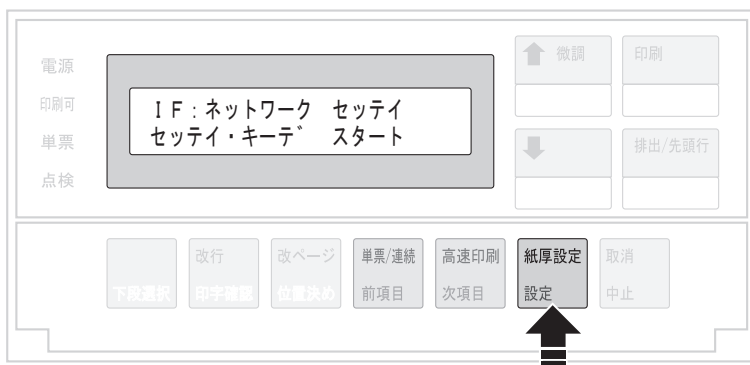 電源
印刷可
単票
点検
IF:ネットワーク セッテイ
セッテイ・キーデ゛ スタート
微調
印刷
排出/先頭行
下段選択
改行
印字確認
改ページ
位置決め
単票/連続
前項目
高速印刷
次項目
紙厚設定
設定
取消
中止